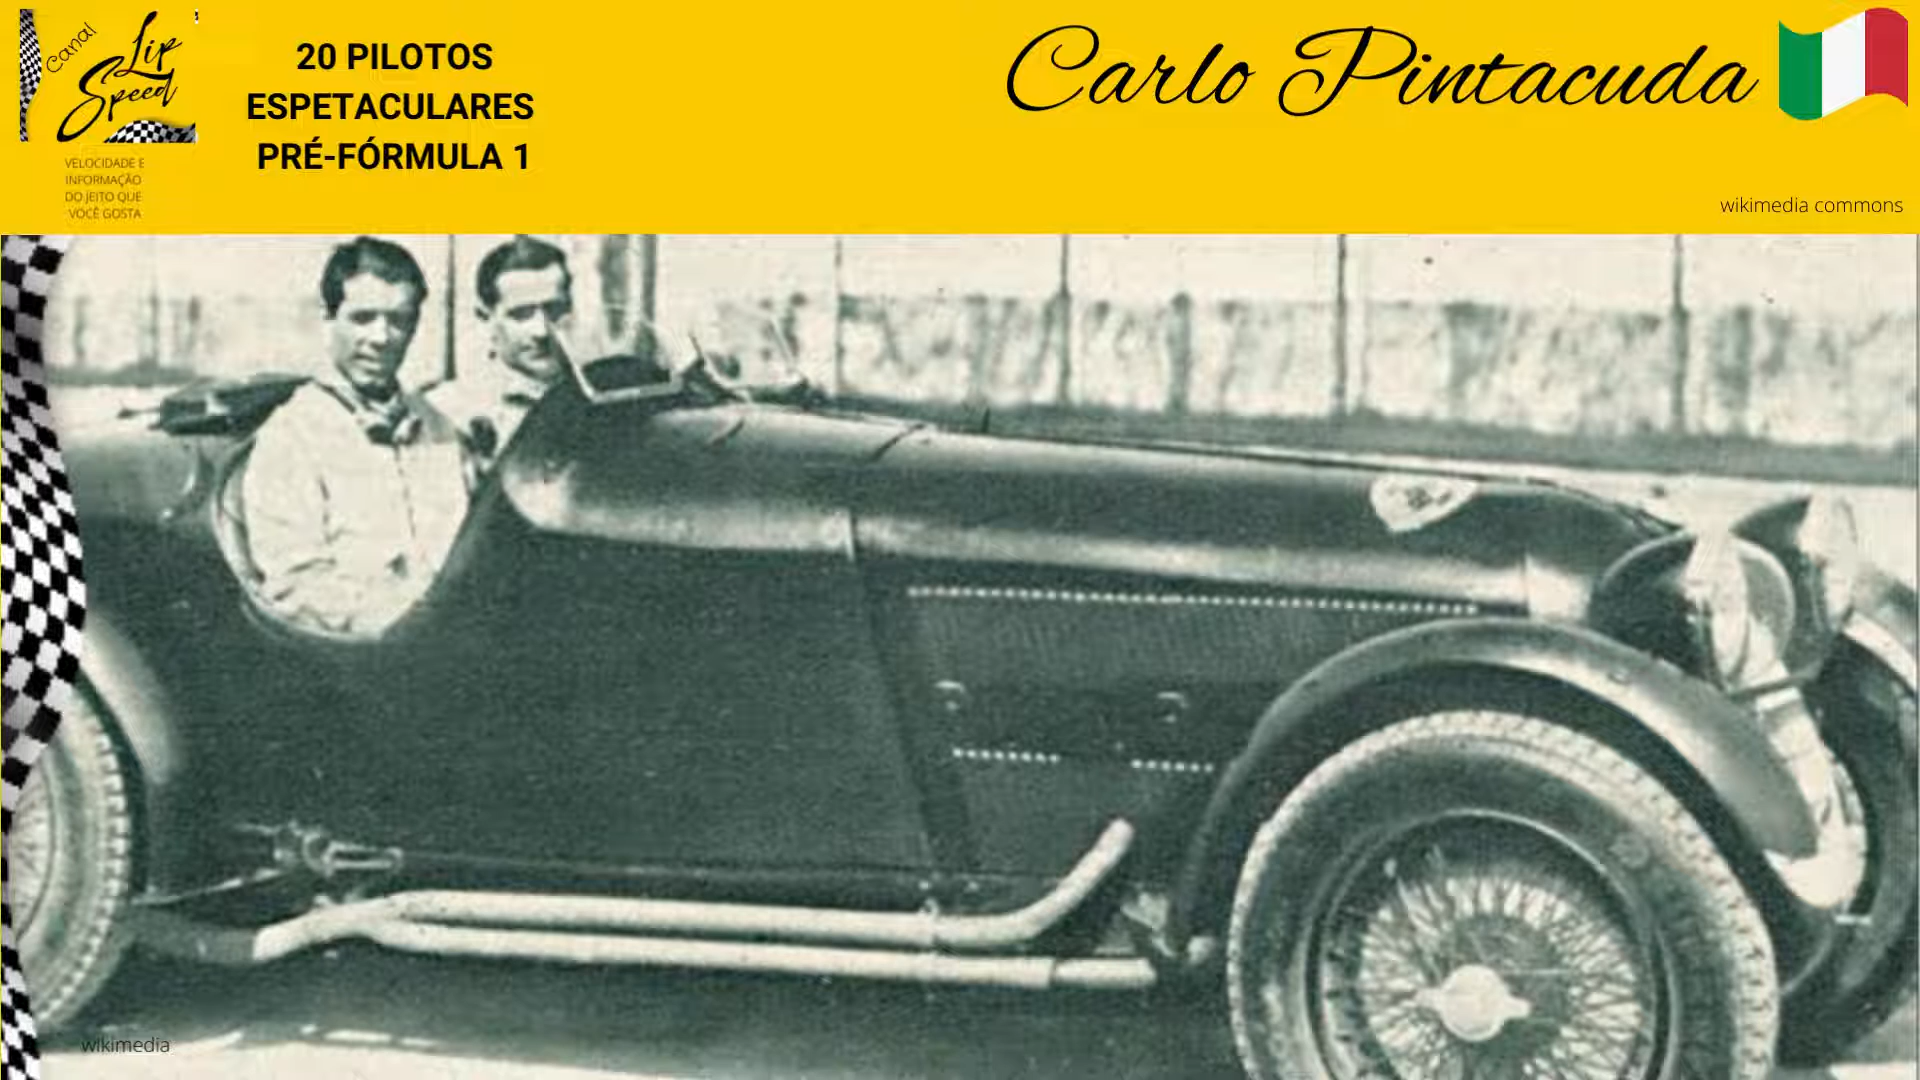 Canal
Lip
Speed
VELOCIDADE E
INFORMAÇÃO
DO JEITO QUE
VOCÊ GOSTA
20 PILOTOS
ESPETACULARES
PRÉ-FÓRMULA 1
Carlo Pintacuda
wikimedia commons
wikimedia